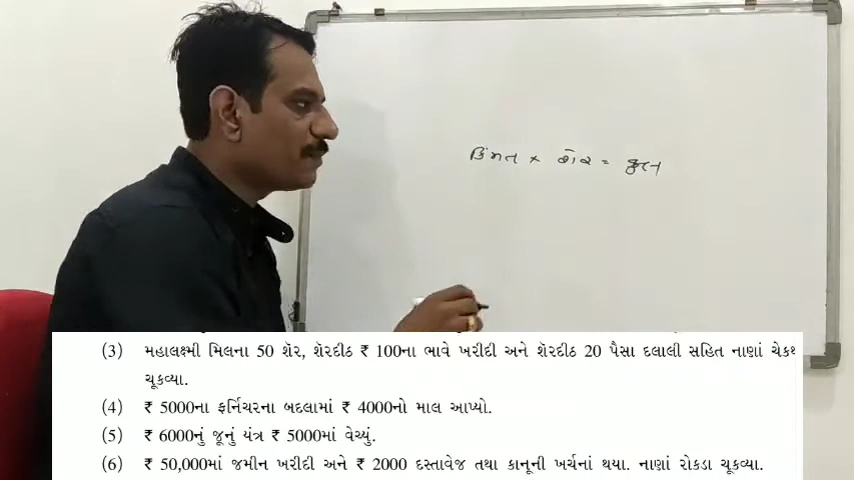 કિંમત × શેર = કુલ
(3) મહાલક્ષ્મી મિલના 50 શૅર, શૅરદીઠ ₹ 100ના ભાવે ખરીદી અને શૅરદીઠ 20 પૈસા દલાલી સહિત નાણાં ચેકથી
ચૂકવ્યા.
(4) ₹ 5000ના ફર્નિચરના બદલામાં ₹ 4000નો માલ આપ્યો.
(5) ₹ 6000નું જૂનું યંત્ર ₹ 5000માં વેચ્યું.
(6) ₹ 50,000માં જમીન ખરીદી અને ₹ 2000 દસ્તાવેજ તથા કાનૂની ખર્ચનાં થયા. નાણાં રોકડા ચૂકવ્યા.